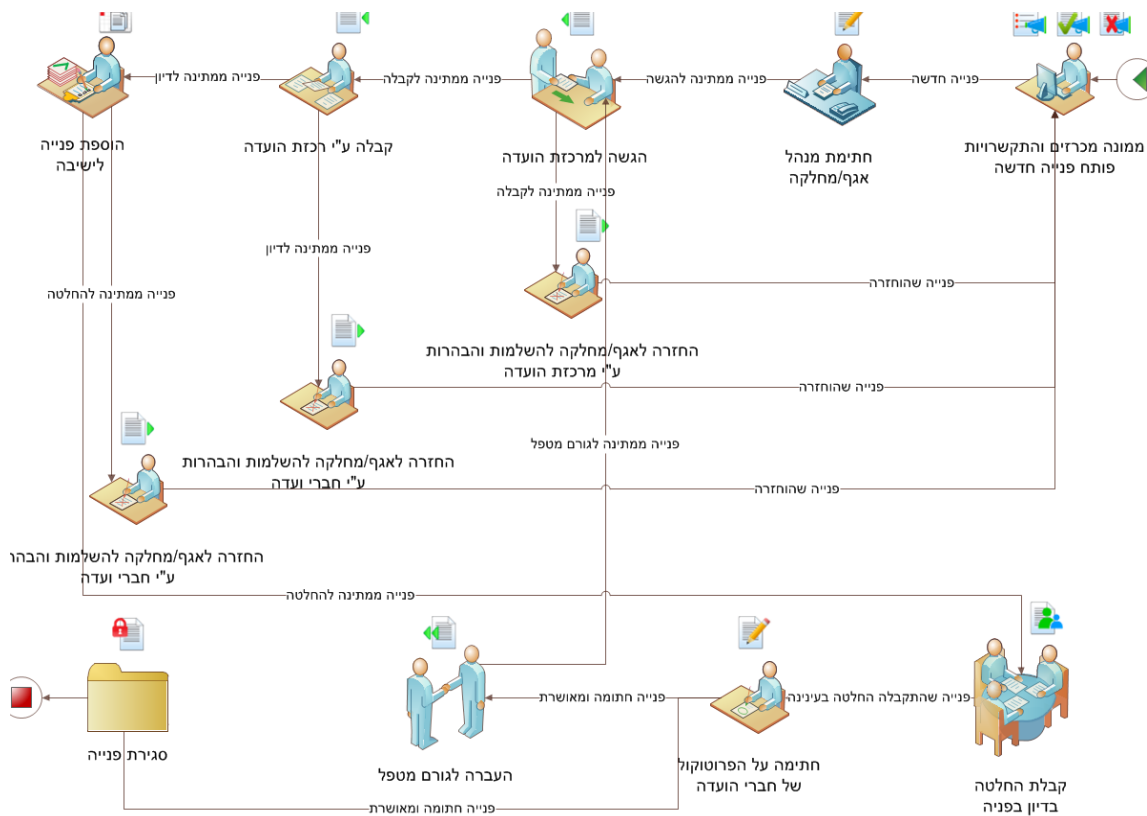 פנייה חדשה
פנייה ממתינה להגשה
פנייה ממתינה לקבלה
פנייה ממתינה לדיון
ממונה מכרזים והתקשרויות
פותח פנייה חדשה
חתימת מנהל
אגף/מחלקה
הגשה למרכזת הועדה
קבלה ע"י רכזת הועדה
הוספת פנייה
לישיבה
פנייה ממתינה לקבלה
פנייה ממתינה לדיון
פנייה שהוחזרה
פנייה ממתינה להחלטה
החזרה לאגף/מחלקה להשלמות והבהרות
ע"י מרכזת הועדה
פנייה שהוחזרה
פנייה ממתינה לגורם מטפל
החזרה לאגף/מחלקה להשלמות והבהרות
ע"י חברי ועדה
פנייה שהוחזרה
החזרה לאגף/מחלקה להשלמות והבהר
ע"י חברי ועדה
פנייה ממתינה להחלטה
פנייה שהתקבלה החלטה בעינינה
פנייה חתומה ומאושרת
קבלת החלטה
בדיון בפניה
חתימה על הפרוטוקול
של חברי הועדה
העברה לגורם מטפל
סגירת פנייה
פנייה חתומה ומאושרת